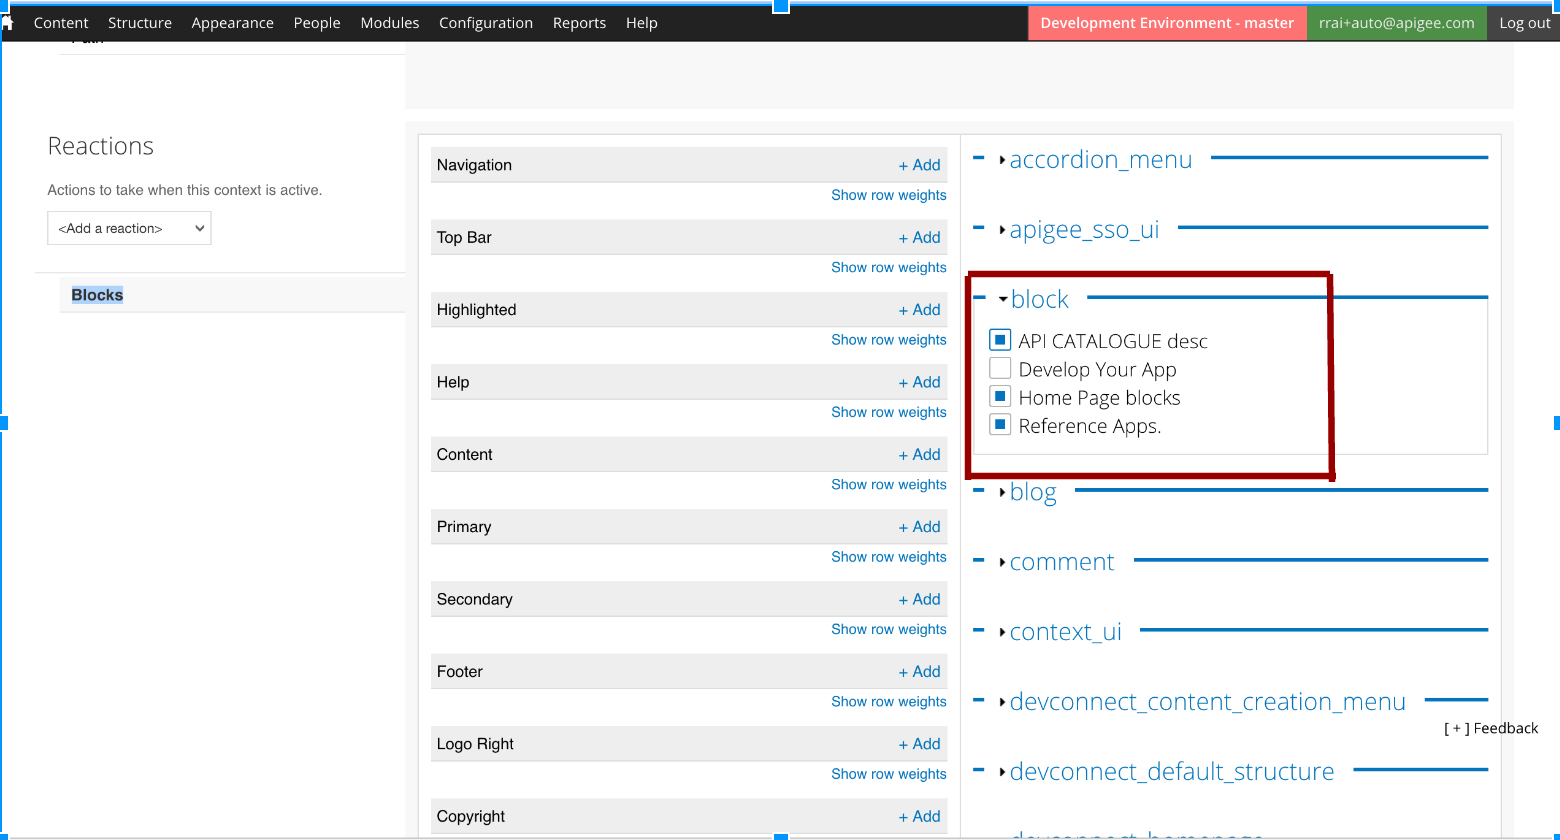 Content Structure Appearance People Modules Configuration Reports Help Development Environment - master rrai+auto@apigee.com Log out
Path
Reactions
Actions to take when this context is active.
<Add a reaction>
Blocks
Navigation + Add
Show row weights
Top Bar + Add
Show row weights
Highlighted + Add
Show row weights
Help + Add
Show row weights
Content + Add
Show row weights
Primary + Add
Show row weights
Secondary + Add
Show row weights
Footer + Add
Show row weights
Logo Right + Add
Show row weights
Copyright + Add
accordion_menu
apigee_sso_ui
block
API CATALOGUE desc
Develop Your App
Home Page blocks
Reference Apps.
blog
comment
context_ui
devconnect_content_creation_menu
[ + ] Feedback
devconnect_default_structure
devconnect_homepage